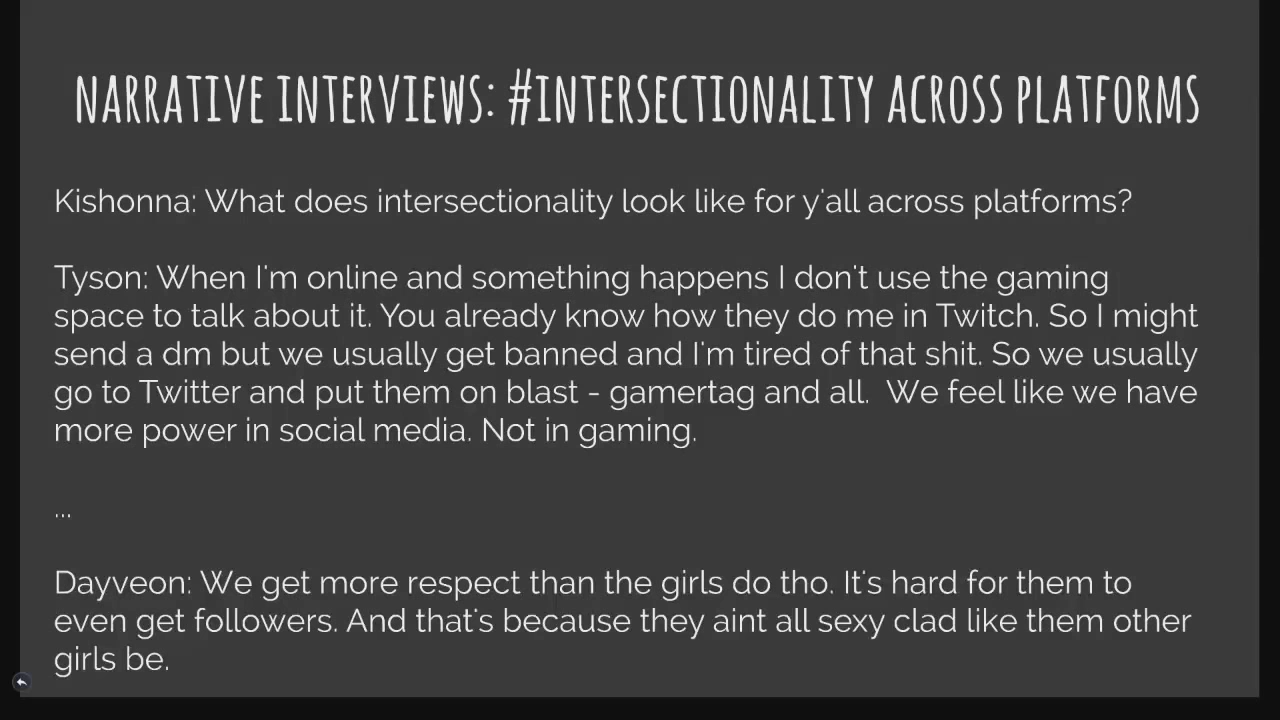 NARRATIVE INTERVIEWS: #INTERSECTIONALITY ACROSS PLATFORMS
Kishonna: What does intersectionality look like for y'all across platforms?
Tyson: When I'm online and something happens I don't use the gaming
space to talk about it. You already know how they do me in Twitch. So I might
send a dm but we usually get banned and I'm tired of that shit. So we usually
go to Twitter and put them on blast - gamertag and all.  We feel like we have
more power in social media. Not in gaming.
...
Dayveon: We get more respect than the girls do tho. It's hard for them to
even get followers. And that's because they aint all sexy clad like them other
girls be.